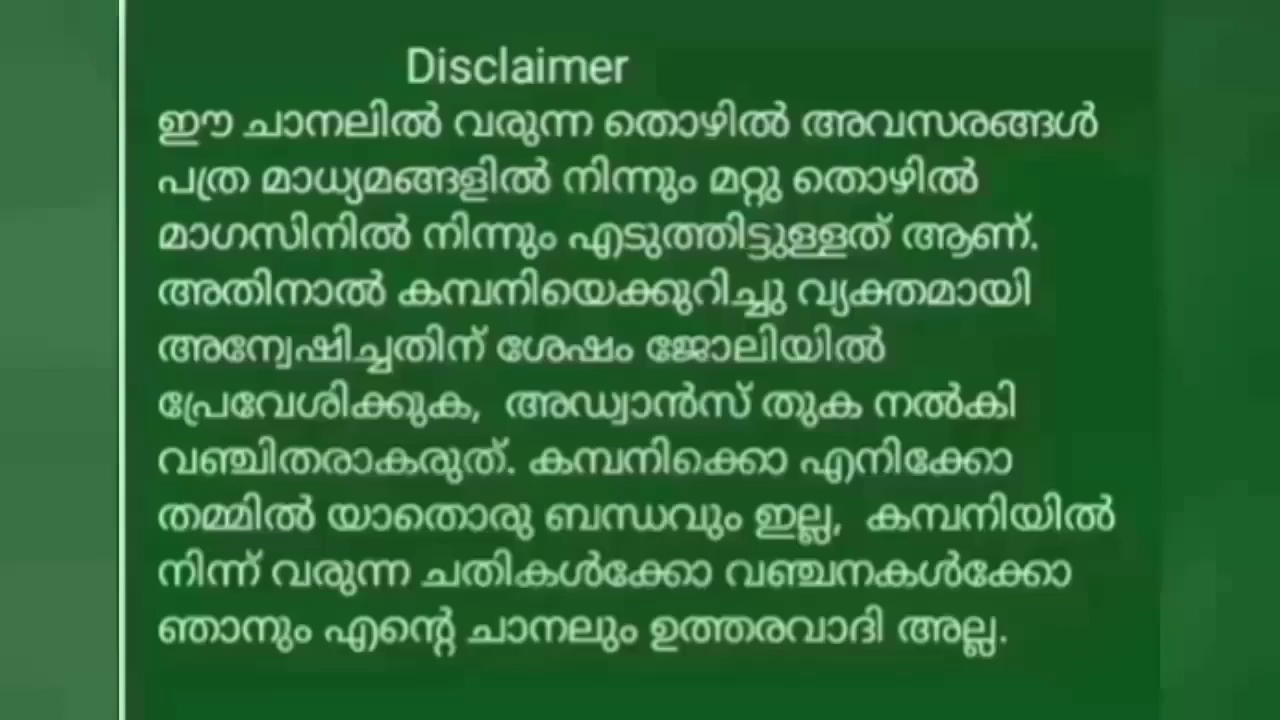 Disclaimer
ഈ ചാനലിൽ വരുന്ന തൊഴിൽ അവസരങ്ങൾ
പത്ര മാധ്യമങ്ങളിൽ നിന്നും മറ്റു തൊഴിൽ
മാഗസിനിൽ നിന്നും എടുത്തിട്ടുള്ളത് ആണ്.
അതിനാൽ കമ്പനിയെക്കുറിച്ചു വ്യക്തമായി
അന്വേഷിച്ചതിന് ശേഷം ജോലിയിൽ
പ്രേവേശിക്കുക, അഡ്വാൻസ് തുക നൽകി
വഞ്ചിതരാകരുത്. കമ്പനിക്കൊ എനിക്കോ
തമ്മിൽ യാതൊരു ബന്ധവും ഇല്ല, കമ്പനിയിൽ
നിന്ന് വരുന്ന ചതികൾക്കോ വഞ്ചനകൾക്കോ
ഞാനും എന്റെ ചാനലും ഉത്തരവാദി അല്ല.